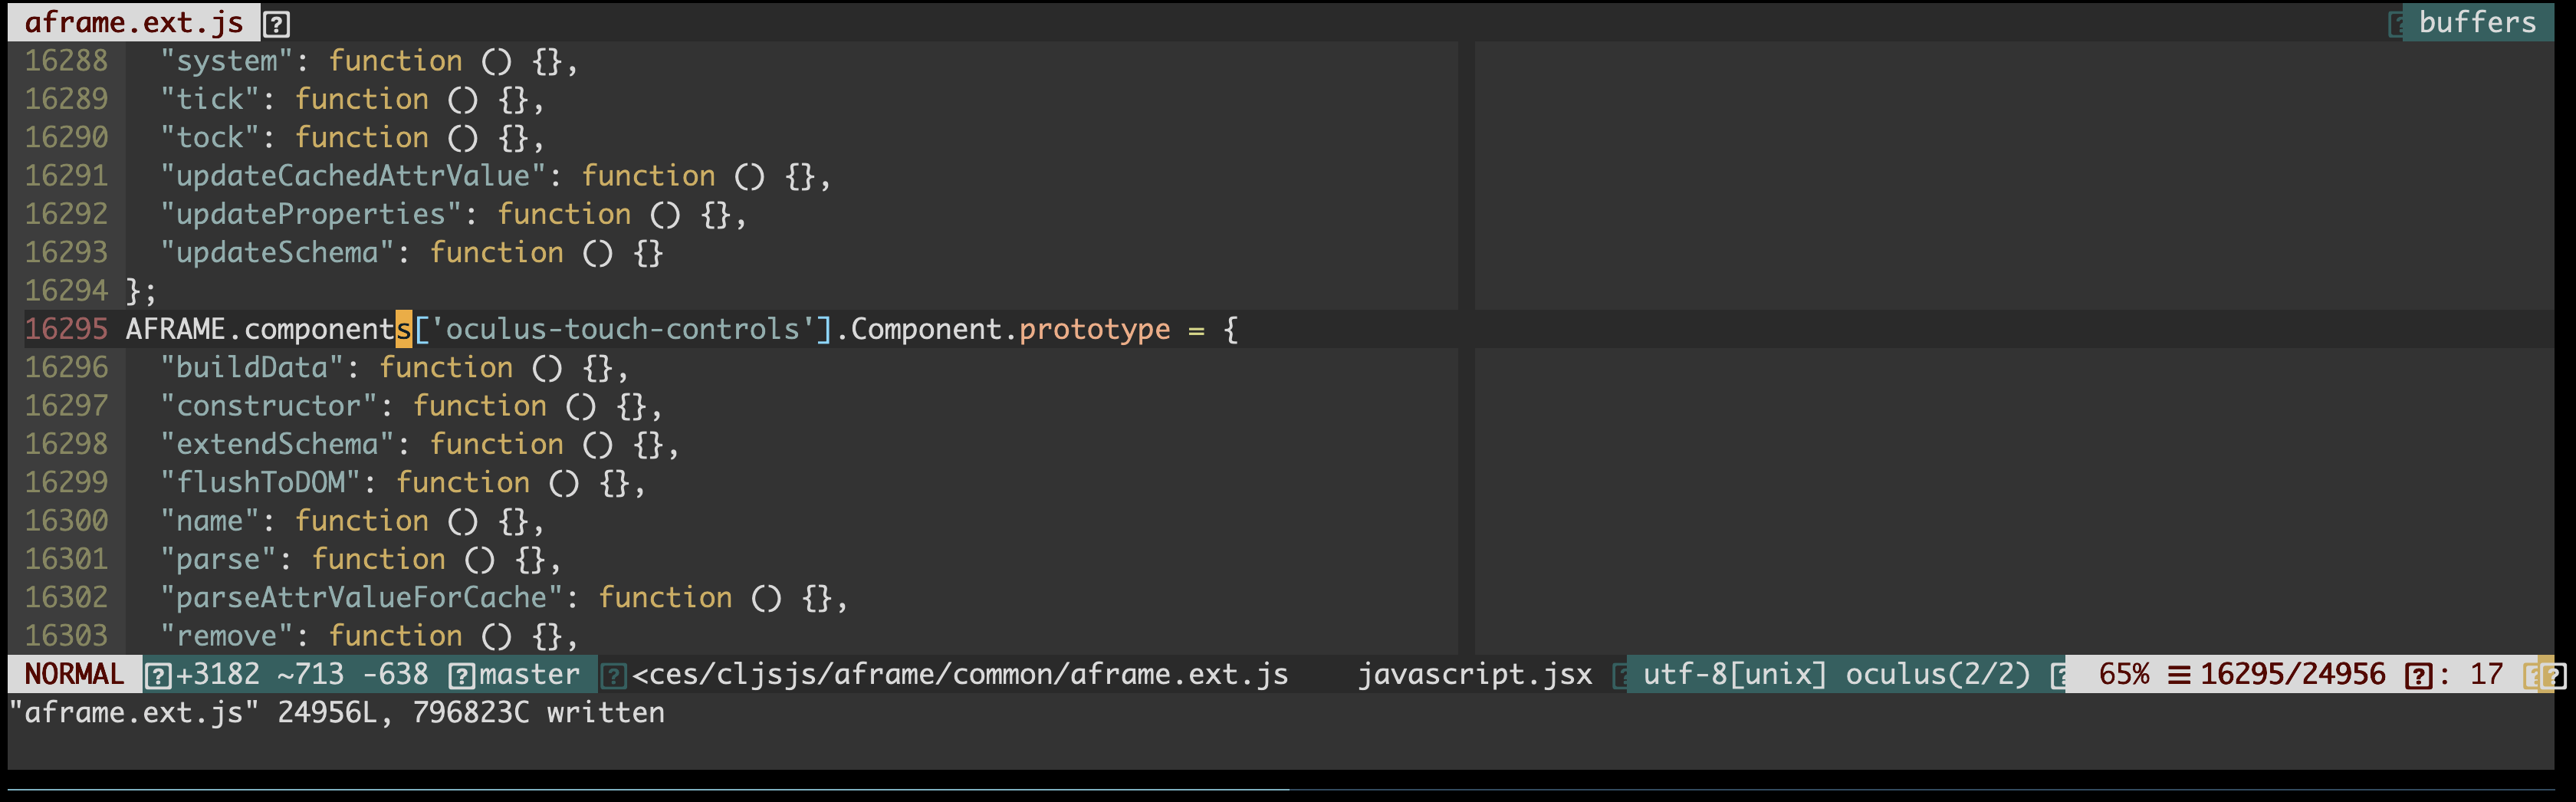 aframe.ext.js buffers
16288 "system": function () {},
16289 "tick": function () {},
16290 "tock": function () {},
16291 "updateCachedAttrValue": function () {},
16292 "updateProperties": function () {},
16293 "updateSchema": function () {}
16294 };
16295 AFRAME.components['oculus-touch-controls'].Component.prototype = {
16296 "buildData": function () {},
16297 "constructor": function () {},
16298 "extendSchema": function () {},
16299 "flushToDOM": function () {},
16300 "name": function () {},
16301 "parse": function () {},
16302 "parseAttrValueForCache": function () {},
16303 "remove": function () {},
NORMAL +3182 ~713 -638 master <ces/cljsjs/aframe/common/aframe.ext.js javascript.jsx utf-8[unix] oculus(2/2) 65% ≡ 16295/24956 : 17
"aframe.ext.js" 24956L, 796823C written